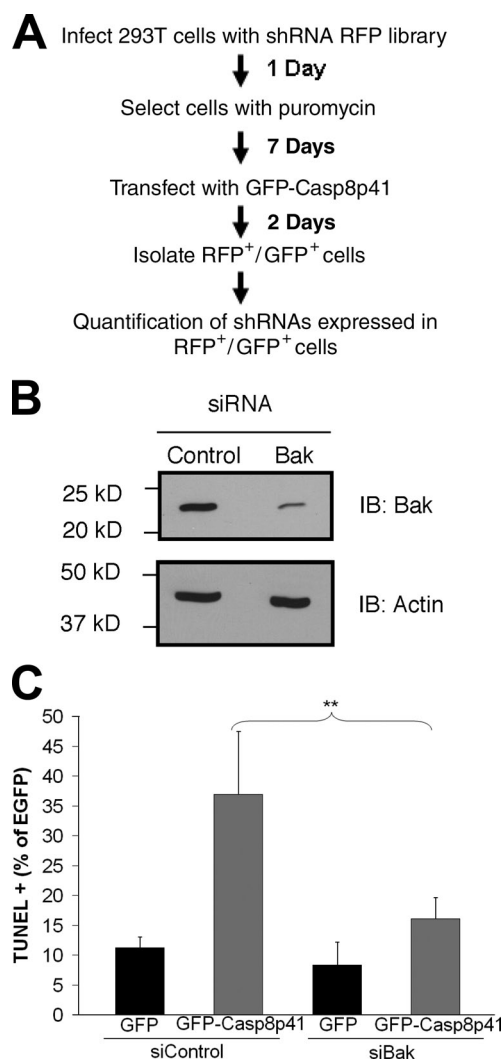 A
Infect 293T cells with shRNA RFP library
1 Day
Select cells with puromycin
7 Days
Transfect with GFP-Casp8p41
2 Days
Isolate RFP+/GFP+ cells
Quantification of shRNAs expressed in
RFP+/GFP+ cells
B
siRNA
Control Bak
25 kD
20 kD
IB: Bak
50 kD
37 kD
IB: Actin
C
**
TUNEL + (% of EGFP)
50
45
40
35
30
25
20
15
10
5
0
GFP GFP-Casp8p41 GFP GFP-Casp8p41
siControl siBak